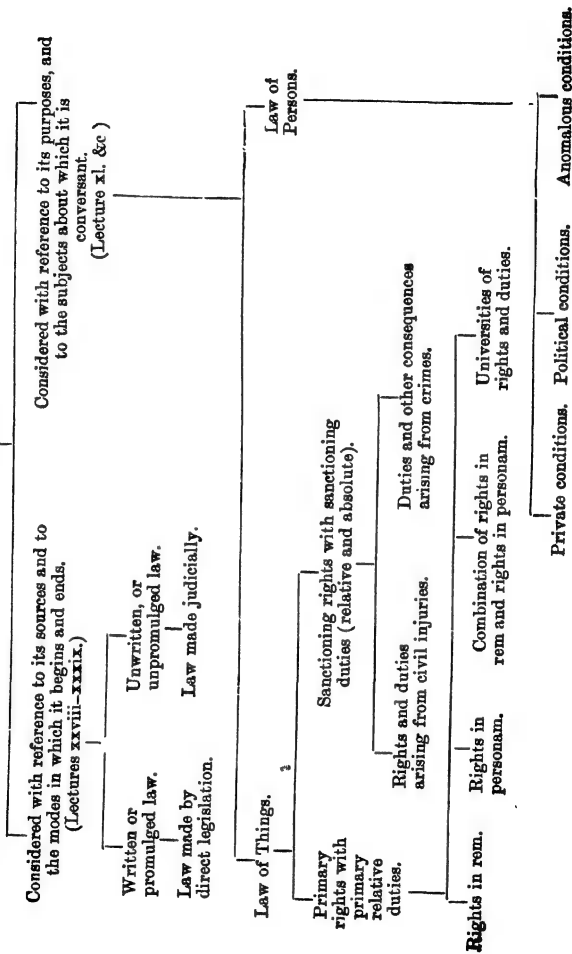 Considered with reference to its sources and to
the modes in which it begins and ends.
(Lectures xxviii–xxxix.)
Considered with reference to its purposes, and
to the subjects about which it is
conversant.
(Lecture xl. &c )
Written or
promulged law.
Unwritten, or
unpromulged law.
Law made by
direct legislation.
Law made judicially.
Law of Things.
Law of
Persons.
Primary
rights with
primary
relative
duties.
Sanctioning rights with sanctioning
duties (relative and absolute).
Rights and duties
arising from civil injuries.
Duties and other consequences
arising from crimes.
Rights in rem.
Rights in
personam.
Combination of rights in
rem and rights in personam.
Universities of
rights and duties.
Private conditions.
Political conditions.
Anomalous conditions.